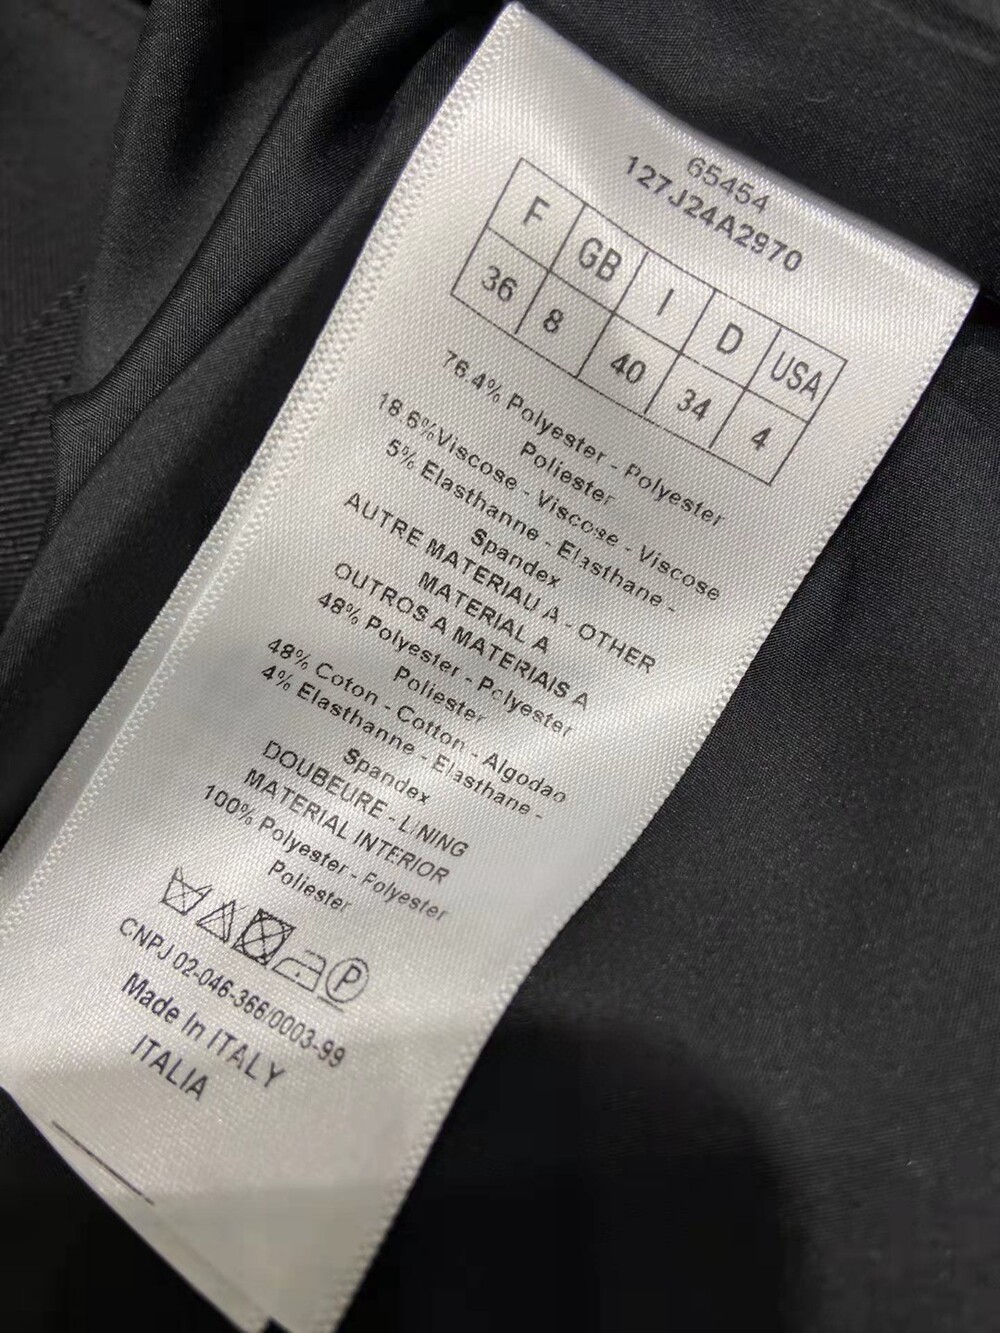 65454
127J24A2970
F GB I D USA
36 8 40 34 4
76.4% Polyester - Polyester
Poliester
18.6%Viscose - Viscose - Viscose
5% Elasthanne - Elasthane -
Spandex
AUTRE MATERIAU A - OTHER
MATERIAL A
OUTROS A MATERIAIS A
48% Polyester - Polyester
Poliester
48% Coton - Cotton - Algodao
4% Elasthanne - Elasthane -
Spandex
DOUBEURE - LINING
MATERIAL INTERIOR
100% Polyester - Polyester
Poliester
P
CNPJ 02-046-366/0003-99
Made In ITALY
ITALIA